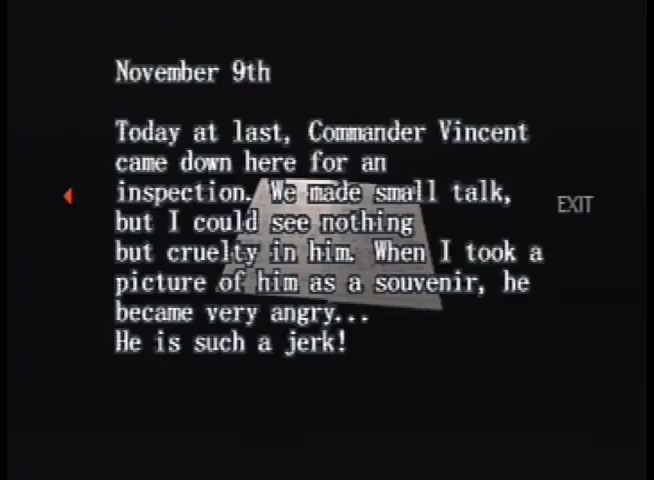 November 9th
Today at last, Commander Vincent
came down here for an
inspection. We made small talk,
but I could see nothing
but cruelty in him. When I took a
picture of him as a souvenir, he
became very angry...
He is such a jerk!
EXIT